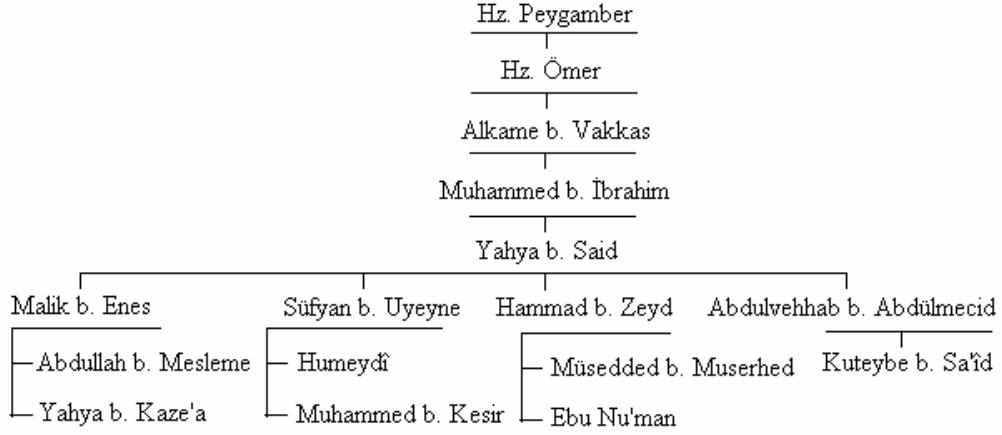 Hz. Peygamber
Hz. Ömer
Alkame b. Vakkas
Muhammed b. İbrahim
Yahya b. Said
Malik b. Enes
Süfyan b. Uyeyne
Hammad b. Zeyd
Abdulvehhab b. Abdülmecid
Abdullah b. Mesleme
Humeydî
Müsedded b. Muserhed
Kuteybe b. Sa'îd
Yahya b. Kaze'a
Muhammed b. Kesir
Ebu Nu'man